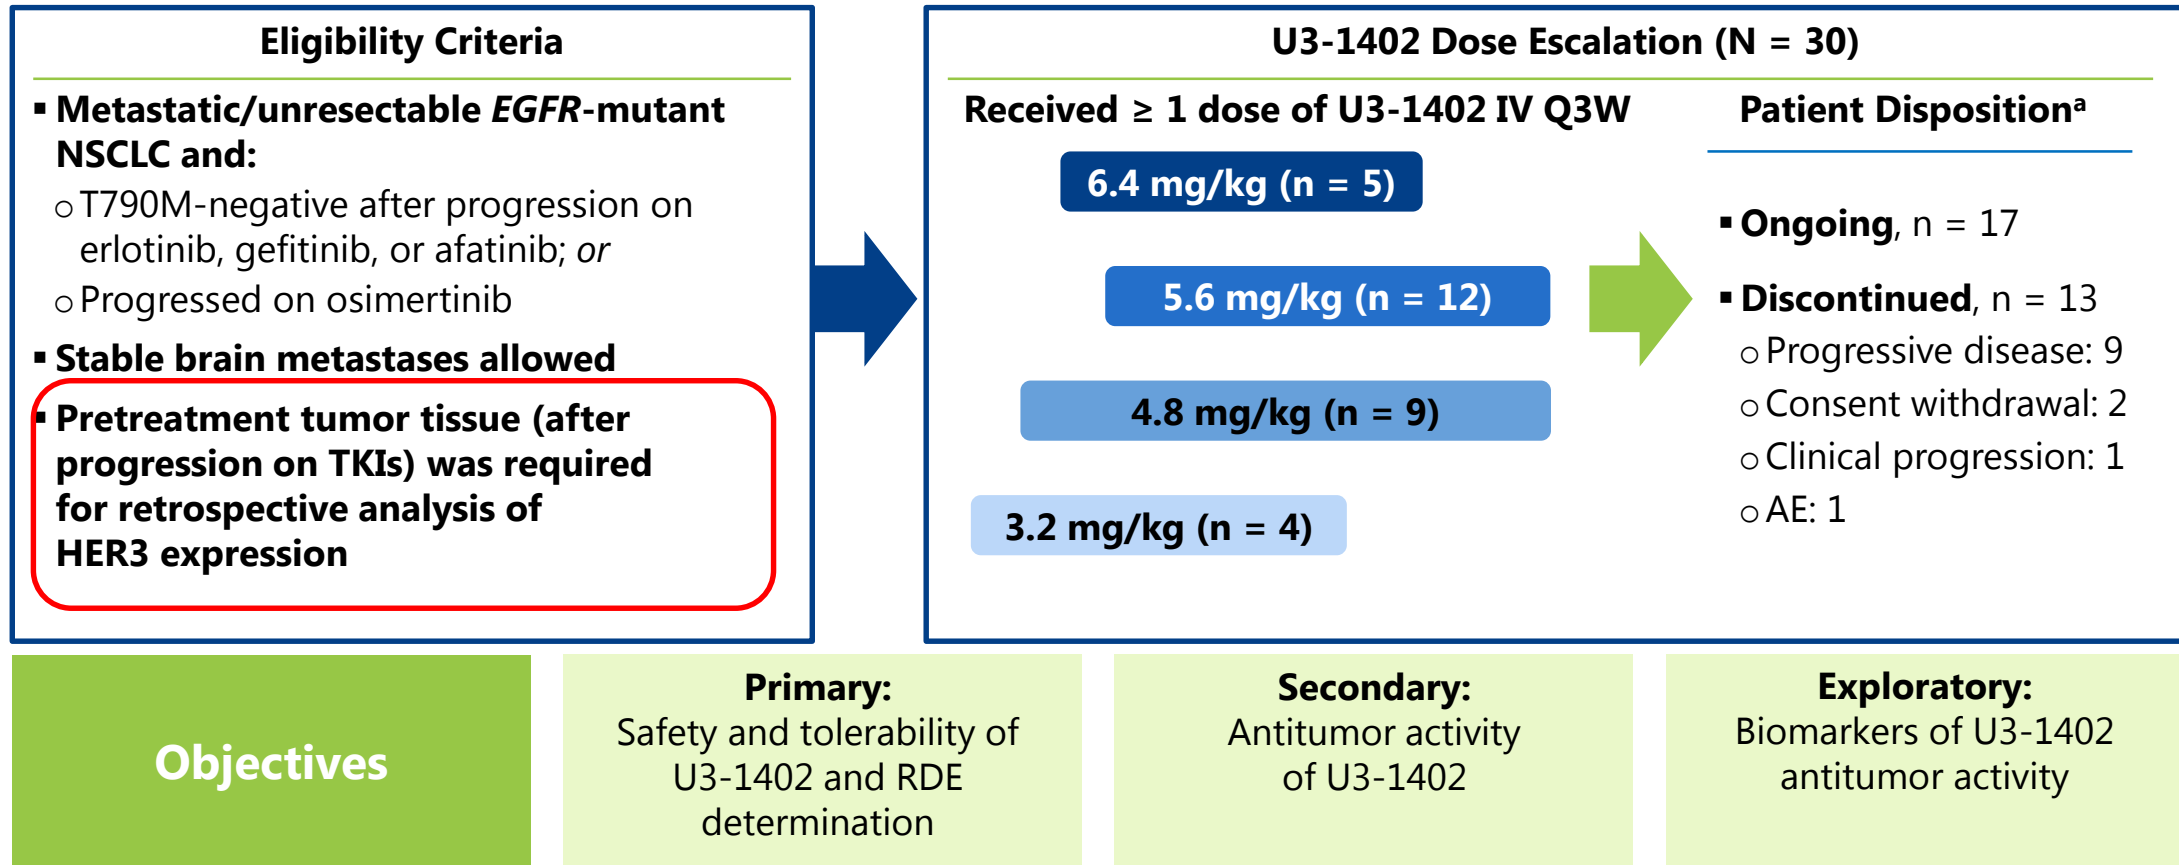 Eligibility Criteria
▪ Metastatic/unresectable EGFR-mutant
NSCLC and:
○ T790M-negative after progression on
erlotinib, gefitinib, or afatinib; or
○ Progressed on osimertinib
▪ Stable brain metastases allowed
▪ Pretreatment tumor tissue (after
progression on TKIs) was required
for retrospective analysis of
HER3 expression
U3-1402 Dose Escalation (N = 30)
Received ≥ 1 dose of U3-1402 IV Q3W
6.4 mg/kg (n = 5)
5.6 mg/kg (n = 12)
4.8 mg/kg (n = 9)
3.2 mg/kg (n = 4)
Patient Dispositionᵃ
▪ Ongoing, n = 17
▪ Discontinued, n = 13
○ Progressive disease: 9
○ Consent withdrawal: 2
○ Clinical progression: 1
○ AE: 1
Objectives
Primary:
Safety and tolerability of
U3-1402 and RDE
determination
Secondary:
Antitumor activity
of U3-1402
Exploratory:
Biomarkers of U3-1402
antitumor activity